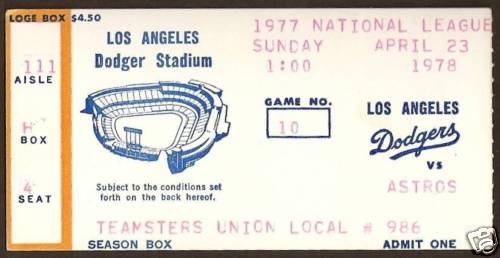 LOGE BOX $4.50
111
AISLE
H
BOX
4
SEAT
LOS ANGELES
Dodger Stadium
Subject to the conditions set
forth on the back hereof.
1977 NATIONAL LEAGUE
SUNDAY APRIL 23
1:00 1978
GAME NO.
10
LOS ANGELES
Dodgers
VS
ASTROS
TEAMSTERS UNION LOCAL # 986
SEASON BOX
ADMIT ONE
ebay